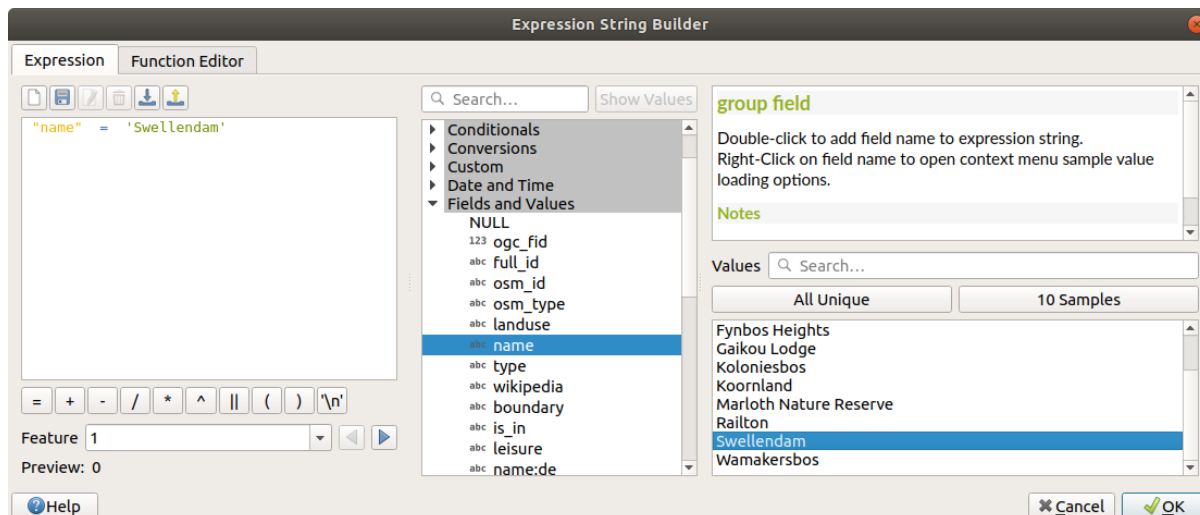 Expression String Builder
Expression
Function Editor
"name" = 'Swellendam'
= + - / * ^ || ( ) '\n'
Feature 1
Preview: 0
Search...
Show Values
Conditionals
Conversions
Custom
Date and Time
Fields and Values
NULL
123 ogc_fid
abc full_id
abc osm_id
abc osm_type
abc landuse
abc name
abc type
abc wikipedia
abc boundary
abc is_in
abc leisure
abc name:de
group field
Double-click to add field name to expression string.
Right-Click on field name to open context menu sample value
loading options.
Notes
Values Search...
All Unique
10 Samples
Fynbos Heights
Gaikou Lodge
Koloniesbos
Koornland
Marloth Nature Reserve
Railton
Swellendam
Wamakersbos
?Help
Cancel
OK